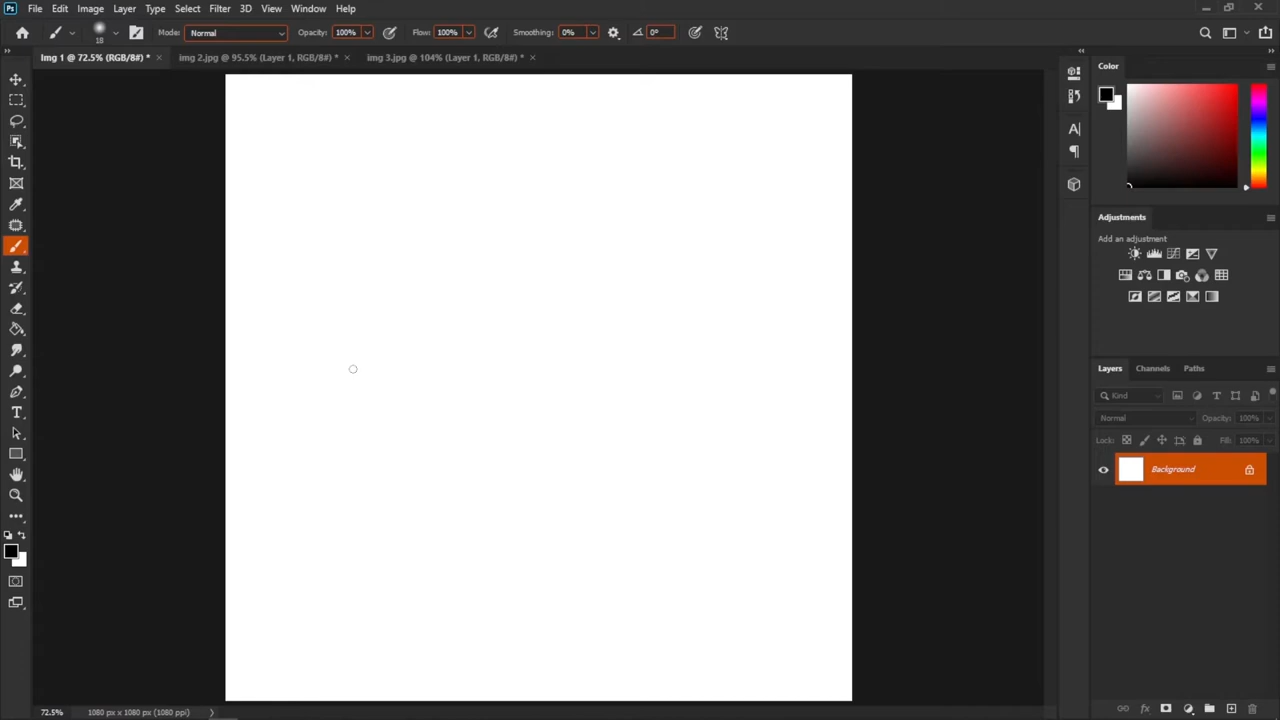 Ps File Edit Image Layer Type Select Filter 3D View Window Help
18 Mode: Normal Opacity: 100% Flow: 100% Smoothing: 0% 0°
Img 1 @ 72.5% (RGB/8#) * × img 2.jpg @ 95.5% (Layer 1, RGB/8#) * × img 3.jpg @ 104% (Layer 1, RGB/8#) * ×
Color
Adjustments
Add an adjustment
Layers Channels Paths
Kind
Normal Opacity: 100%
Lock: Fill: 100%
Background
72.5% 1080 px x 1080 px (180 ppi)